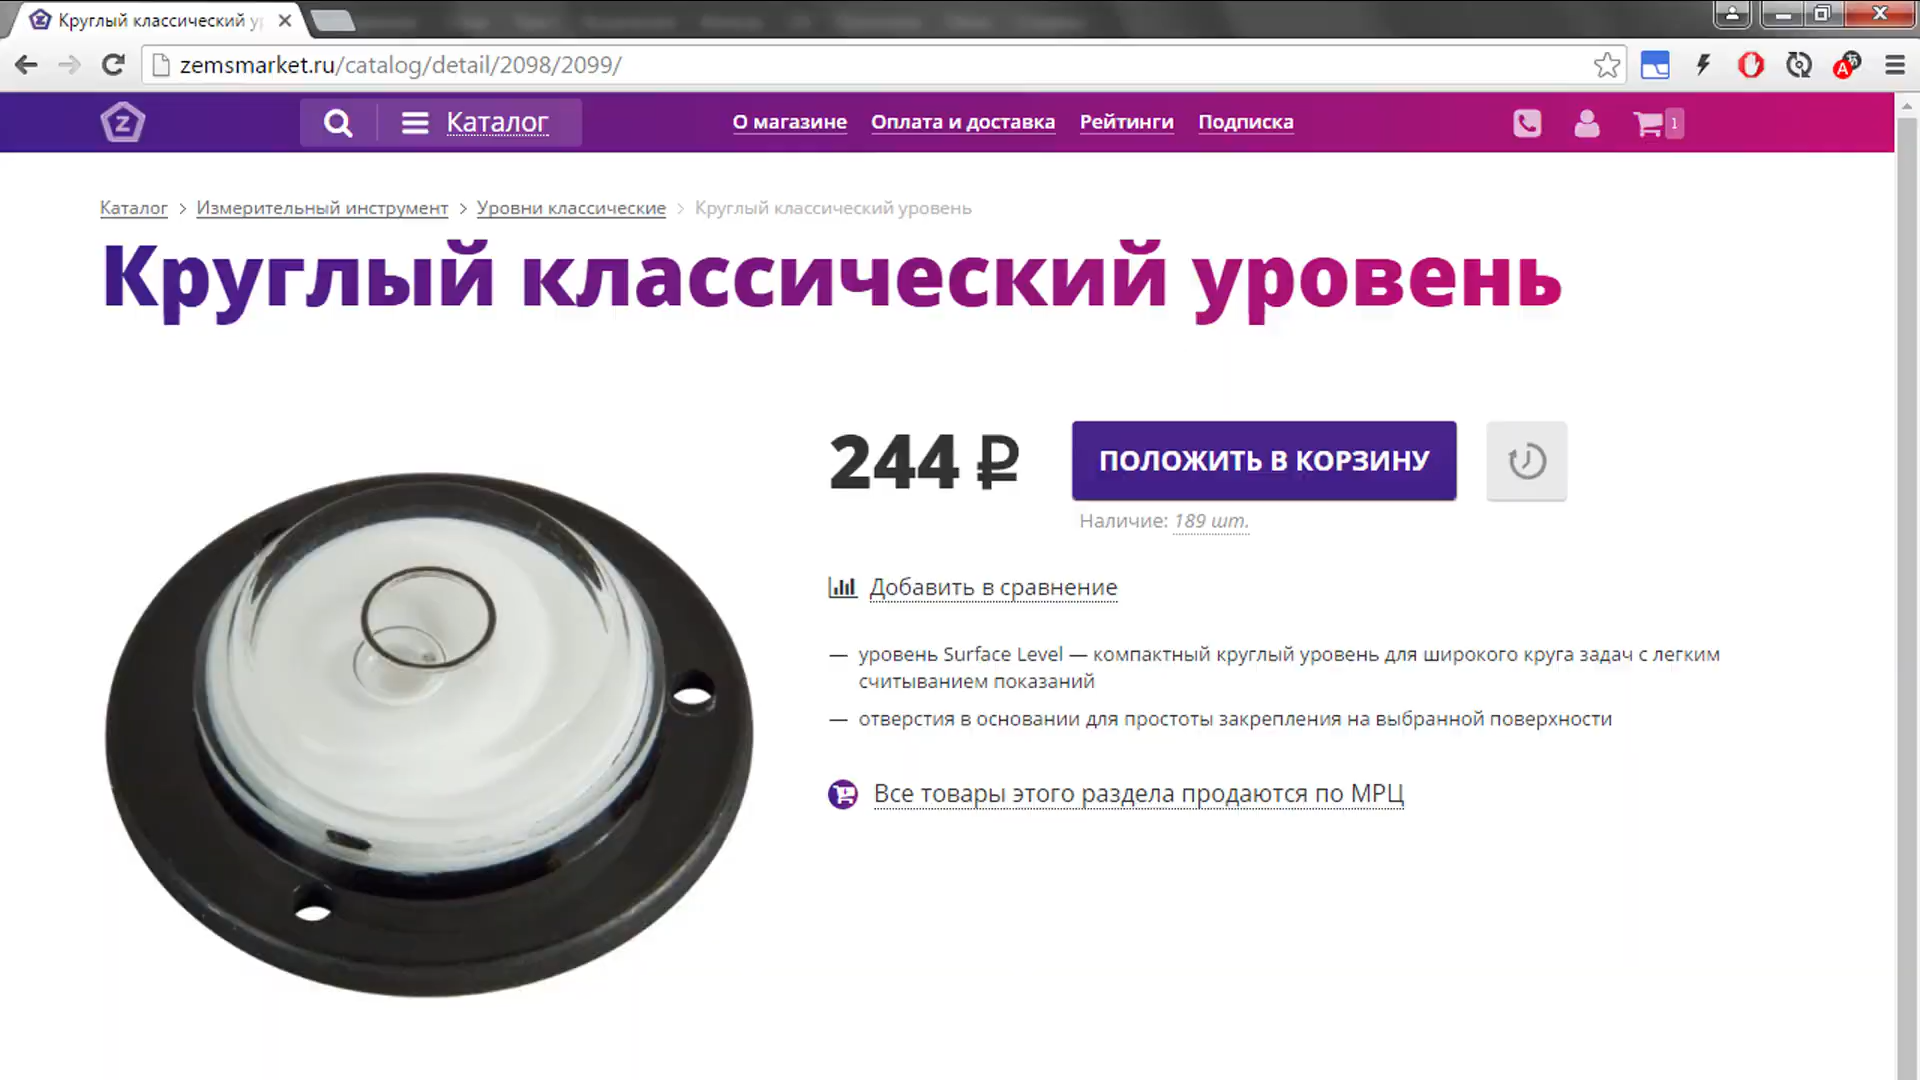 Круглый классический ур
zemsmarket.ru/catalog/detail/2098/2099/
Z
Каталог
О магазине
Оплата и доставка
Рейтинги
Подписка
1
Каталог > Измерительный инструмент > Уровни классические > Круглый классический уровень
Круглый классический уровень
244 ₽
ПОЛОЖИТЬ В КОРЗИНУ
Наличие: 189 шт.
Добавить в сравнение
— уровень Surface Level — компактный круглый уровень для широкого круга задач с легким
считыванием показаний
— отверстия в основании для простоты закрепления на выбранной поверхности
Все товары этого раздела продаются по МРЦ